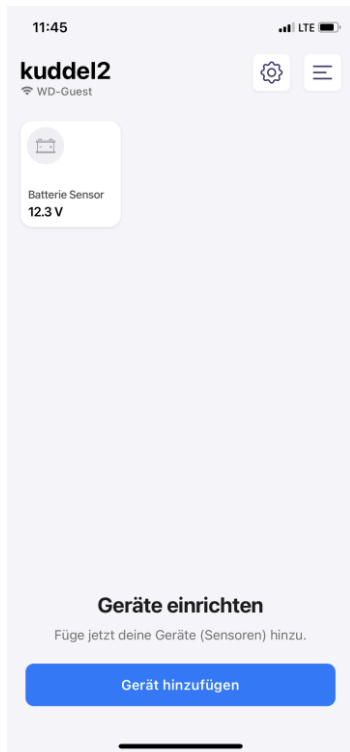 11:45
LTE
kuddel2
WD-Guest
Batterie Sensor
12.3 V
Geräte einrichten
Füge jetzt deine Geräte (Sensoren) hinzu.
Gerät hinzufügen